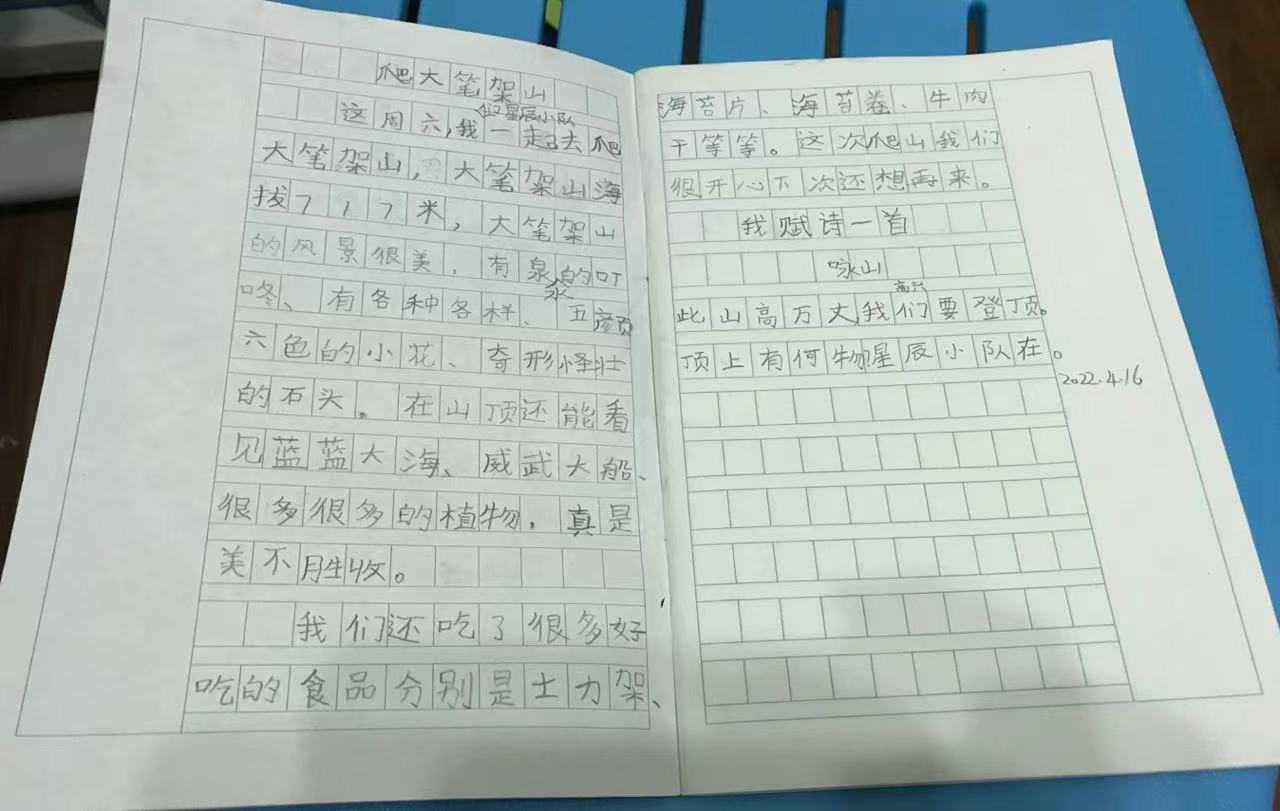 爬大笔架山
这周六,我和星辰小队一起去爬
大笔架山,大笔架山海
拔717米,大笔架山
的风景很美,有泉水的叮
咚、有各种各样、五颜
六色的小花、奇形怪壮
的石头。在山顶还能看
见蓝蓝大海、威武大船、
很多很多的植物,真是
美不胜收。
我们还吃了很多好
吃的食品分别是士力架、
海苔片、海苔卷、牛肉
干等等。这次爬山我们
很开心下次还想再来。
我赋诗一首
咏山
此山高万丈,我们高兴要登顶。
顶上有何物星辰小队在。
2022.4.16